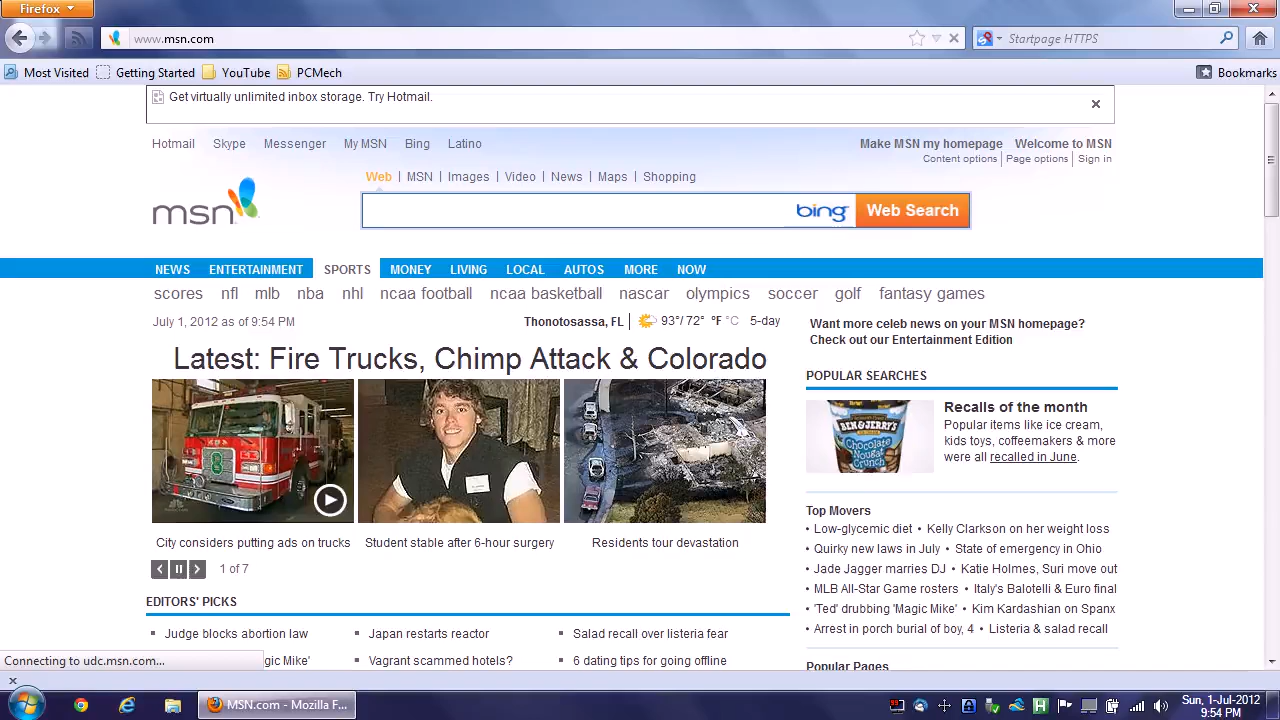 Firefox
www.msn.com
Startpage HTTPS
Most Visited Getting Started YouTube PCMech Bookmarks
Get virtually unlimited inbox storage. Try Hotmail.
Hotmail Skype Messenger My MSN Bing Latino
Make MSN my homepage Welcome to MSN
Content options | Page options | Sign in
Web | MSN | Images | Video | News | Maps | Shopping
msn
bing Web Search
NEWS ENTERTAINMENT SPORTS MONEY LIVING LOCAL AUTOS MORE NOW
scores nfl mlb nba nhl ncaa football ncaa basketball nascar olympics soccer golf fantasy games
July 1, 2012 as of 9:54 PM
Thonotosassa, FL | 93°/ 72° °F °C 5-day
Latest: Fire Trucks, Chimp Attack & Colorado
City considers putting ads on trucks
Student stable after 6-hour surgery
Residents tour devastation
1 of 7
EDITORS' PICKS
Judge blocks abortion law
Japan restarts reactor
Salad recall over listeria fear
gic Mike'
Vagrant scammed hotels?
6 dating tips for going offline
Want more celeb news on your MSN homepage?
Check out our Entertainment Edition
POPULAR SEARCHES
BEN & JERRY'S
Chocolate
Nougat
Crunch
Recalls of the month
Popular items like ice cream,
kids toys, coffeemakers & more
were all recalled in June.
Top Movers
• Low-glycemic diet • Kelly Clarkson on her weight loss
• Quirky new laws in July • State of emergency in Ohio
• Jade Jagger marries DJ • Katie Holmes, Suri move out
• MLB All-Star Game rosters • Italy's Balotelli & Euro final
• 'Ted' drubbing 'Magic Mike' • Kim Kardashian on Spanx
• Arrest in porch burial of boy, 4 • Listeria & salad recall
Popular Pages
Connecting to udc.msn.com...
MSN.com - Mozilla F...
Sun, 1-Jul-2012
9:54 PM